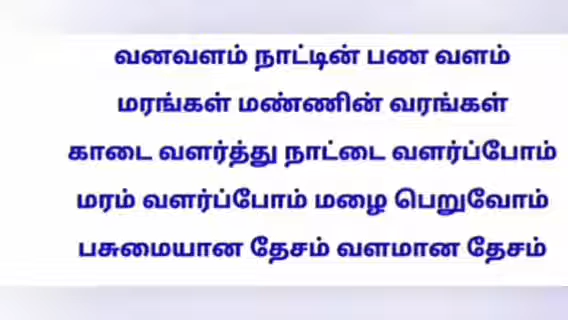 வனவளம் நாட்டின் பண வளம்
மரங்கள் மண்ணின் வரங்கள்
காடை வளர்த்து நாட்டை வளர்ப்போம்
மரம் வளர்ப்போம் மழை பெறுவோம்
பசுமையான தேசம் வளமான தேசம்